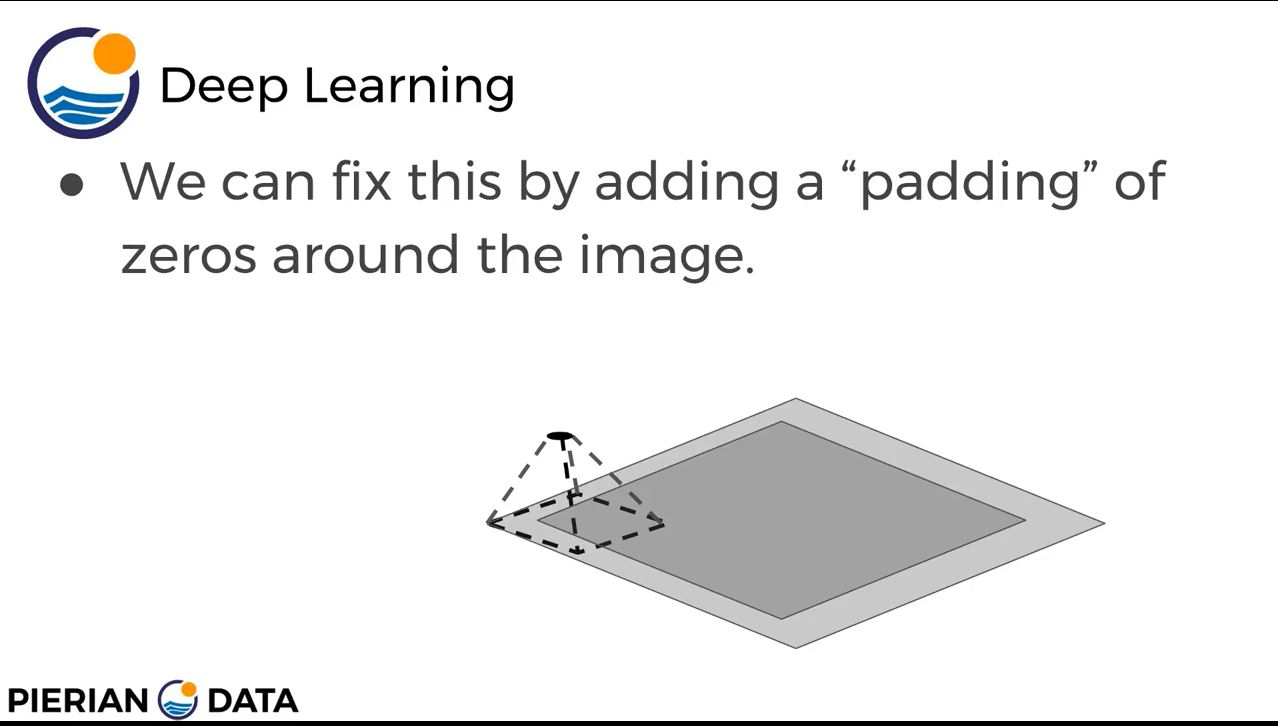 Deep Learning
● We can fix this by adding a “padding” of
zeros around the image.
PIERIAN DATA